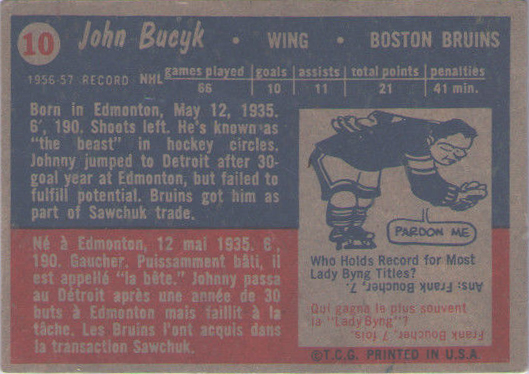 10 John Bucyk • WING • BOSTON BRUINS
1956-57 RECORD NHL games played goals assists total points penalties
66 10 11 21 41 min.
Born in Edmonton, May 12, 1935.
6', 190. Shoots left. He's known as
"the beast" in hockey circles.
Johnny jumped to Detroit after 30-
goal year at Edmonton, but failed to
fulfill potential. Bruins got him as
part of Sawchuk trade.
Né à Edmonton, 12 mai 1935. 6',
190. Gaucher. Puissamment bâti, il
est appellé "la bête." Johnny passa
au Détroit après une année de 30
buts à Edmonton mais faillit à la
tâche. Les Bruins l'ont acquis dans
la transaction Sawchuk.
PARDON ME
Who Holds Record for Most
Lady Byng Titles?
Ans: Frank Boucher, 7.
Qui gagna le plus souvent
le "Lady Byng"?
Frank Boucher, 7 fois.
©T.C.G. PRINTED IN U.S.A